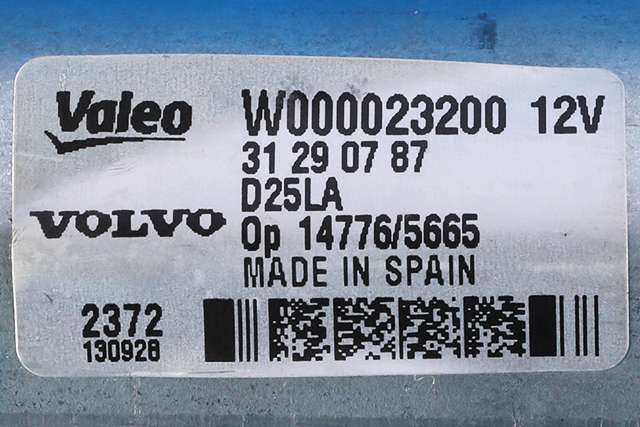 Valeo
W000023200 12V
31 29 07 87
D25LA
VOLVO
Op 14776/5665
MADE IN SPAIN
2372
130928